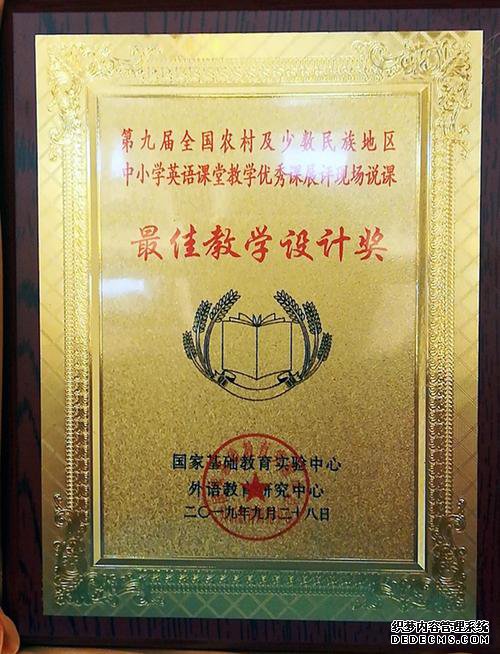 第九届全国农村及少数民族地区
中小学英语课堂教学优秀课展评现场说课
最佳教学设计奖
国家基础教育实验中心
外语教育研究中心
二〇一九年九月二十八日
织梦内容管理系统
DEDECMS.COM